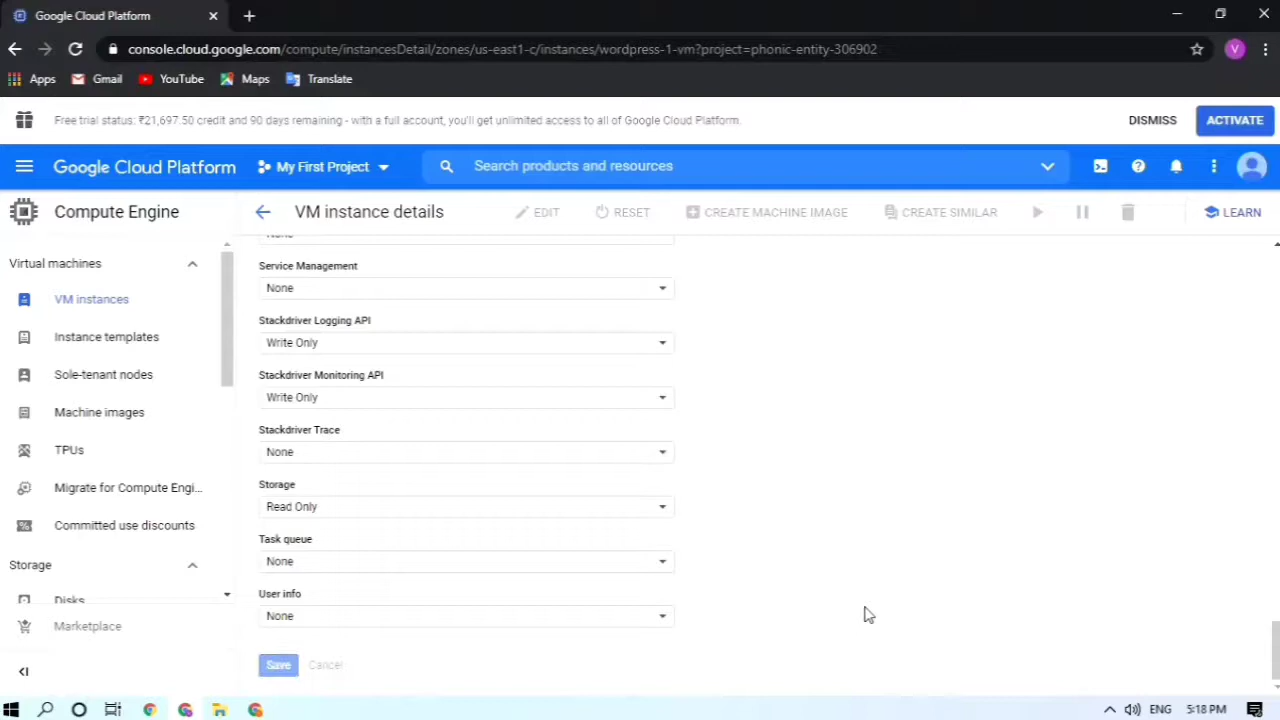 Google Cloud Platform
console.cloud.google.com/compute/instancesDetail/zones/us-east1-c/instances/wordpress-1-vm?project=phonic-entity-306902
V
Apps Gmail YouTube Maps Translate
Free trial status: ₹21,697.50 credit and 90 days remaining - with a full account, you'll get unlimited access to all of Google Cloud Platform.
DISMISS ACTIVATE
Google Cloud Platform My First Project Search products and resources
Compute Engine
VM instance details EDIT RESET CREATE MACHINE IMAGE CREATE SIMILAR LEARN
Virtual machines
VM instances
Instance templates
Sole-tenant nodes
Machine images
TPUs
Migrate for Compute Engi...
Committed use discounts
Storage
Disks
Marketplace
None
Service Management
None
Stackdriver Logging API
Write Only
Stackdriver Monitoring API
Write Only
Stackdriver Trace
None
Storage
Read Only
Task queue
None
User info
None
Save Cancel
ENG 5:18 PM